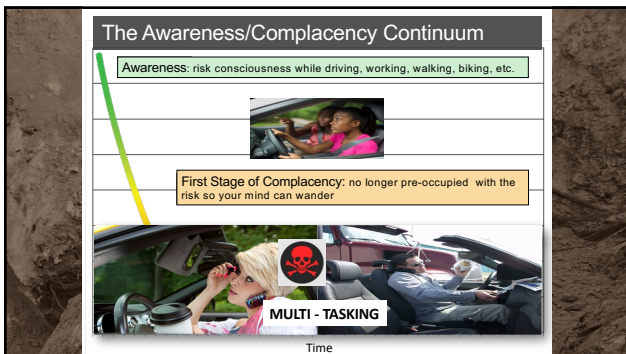 The Awareness/Complacency Continuum
Awareness: risk consciousness while driving, working, walking, biking, etc.
First Stage of Complacency: no longer pre-occupied with the
risk so your mind can wander
MULTI - TASKING
Time